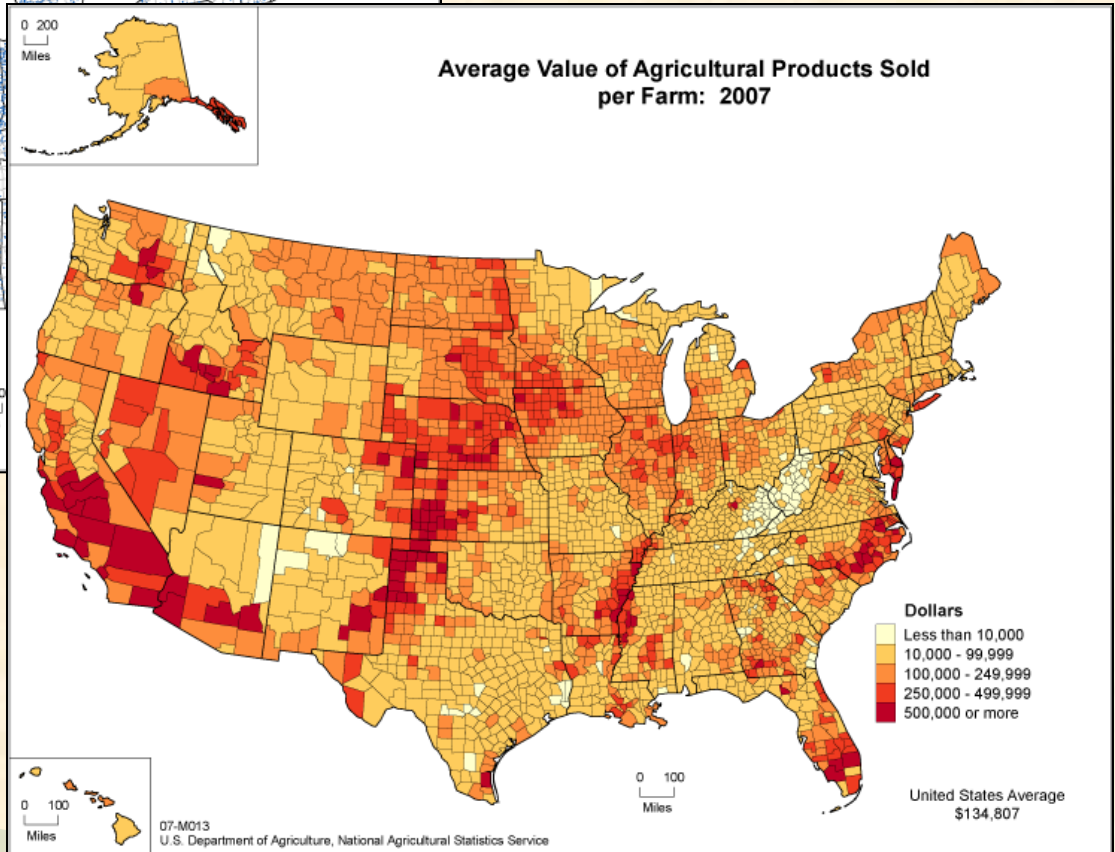 0 200
Miles
Average Value of Agricultural Products Sold
per Farm: 2007
Dollars
Less than 10,000
10,000 - 99,999
100,000 - 249,999
250,000 - 499,999
500,000 or more
0 100
Miles
0 100
Miles
United States Average
$134,807
07-M013
U.S. Department of Agriculture, National Agricultural Statistics Service